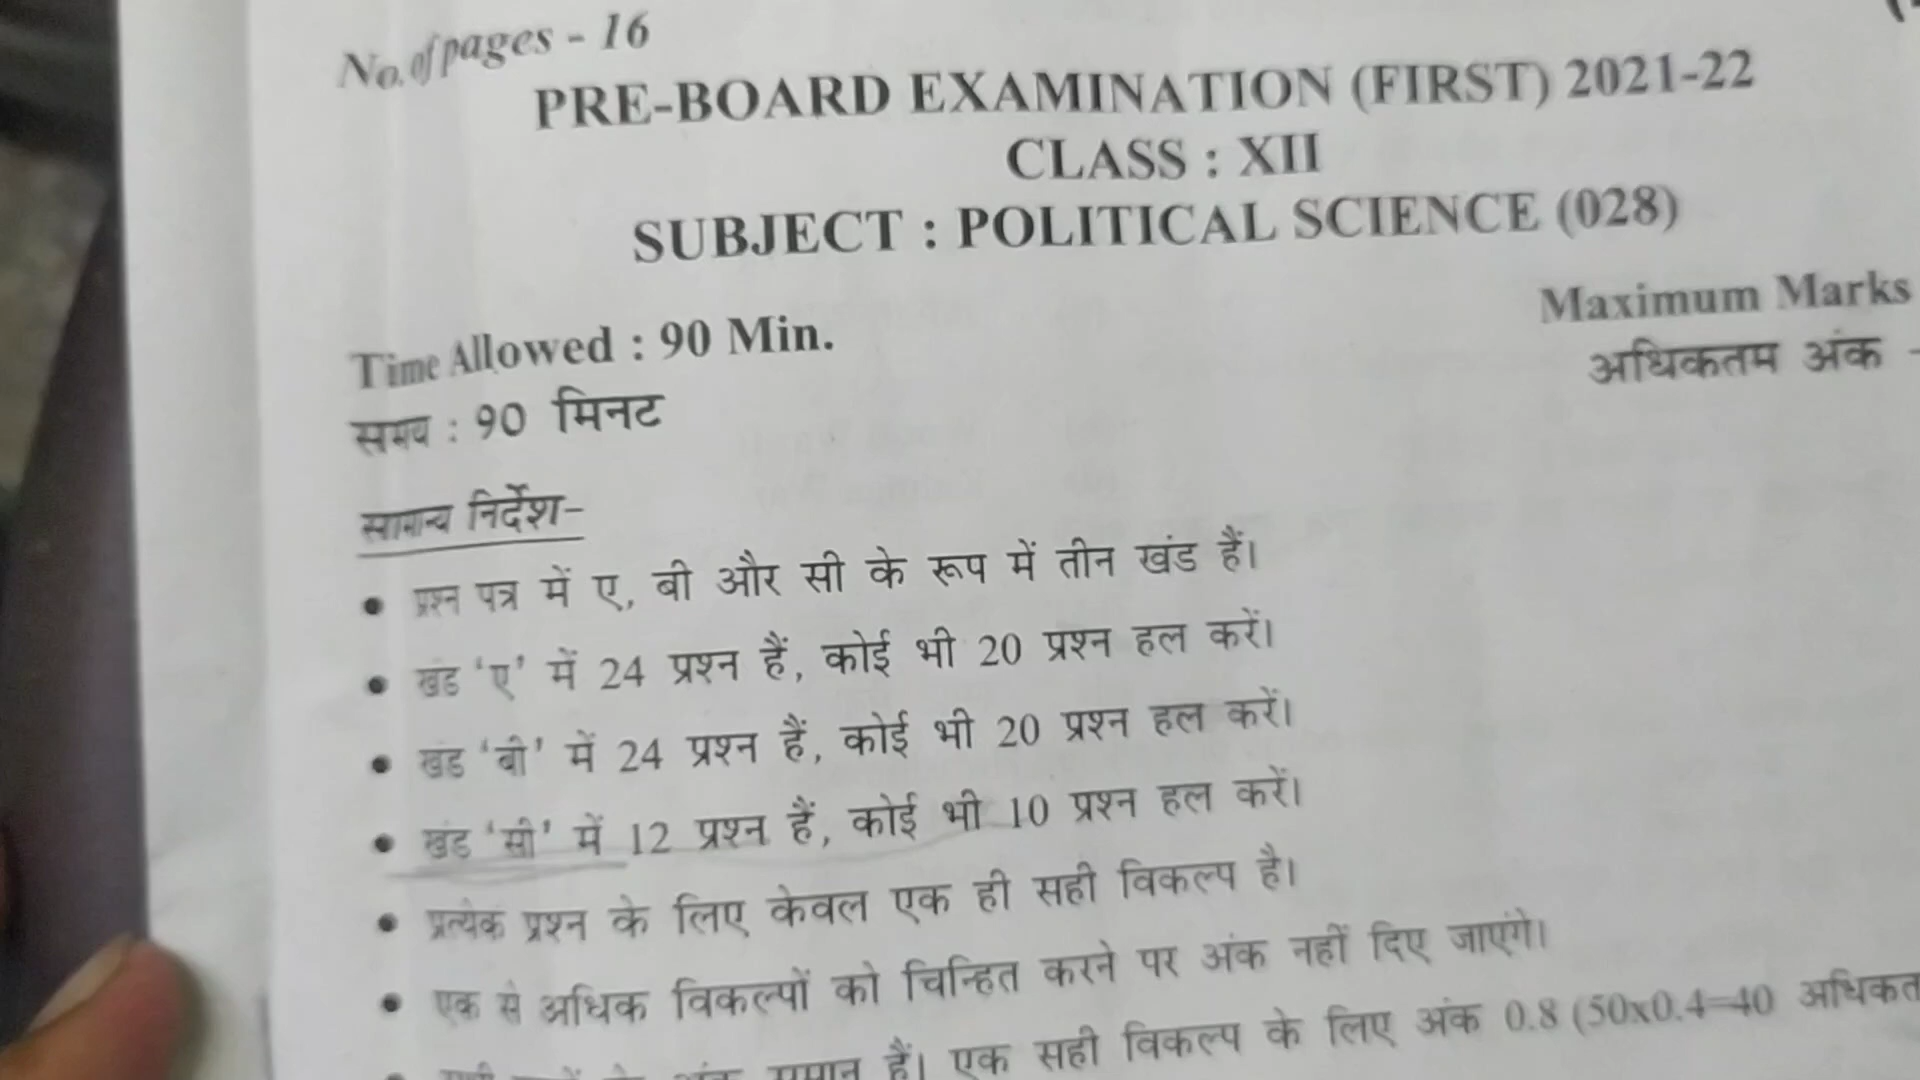 No. of pages - 16
PRE-BOARD EXAMINATION (FIRST) 2021-22
CLASS : XII
SUBJECT : POLITICAL SCIENCE (028)
Time Allowed : 90 Min.
Maximum Marks
समय : 90 मिनट
अधिकतम अंक -
सामान्य निर्देश-
• प्रश्न पत्र में ए, बी और सी के रूप में तीन खंड हैं।
• खंड 'ए' में 24 प्रश्न हैं, कोई भी 20 प्रश्न हल करें।
• खंड 'बी' में 24 प्रश्न हैं, कोई भी 20 प्रश्न हल करें।
• खंड 'सी' में 12 प्रश्न हैं, कोई भी 10 प्रश्न हल करें।
• प्रत्येक प्रश्न के लिए केवल एक ही सही विकल्प है।
• एक से अधिक विकल्पों को चिन्हित करने पर अंक नहीं दिए जाएंगे।
• अंक समान हैं। एक सही विकल्प के लिए अंक 0.8 (50x0.4=40